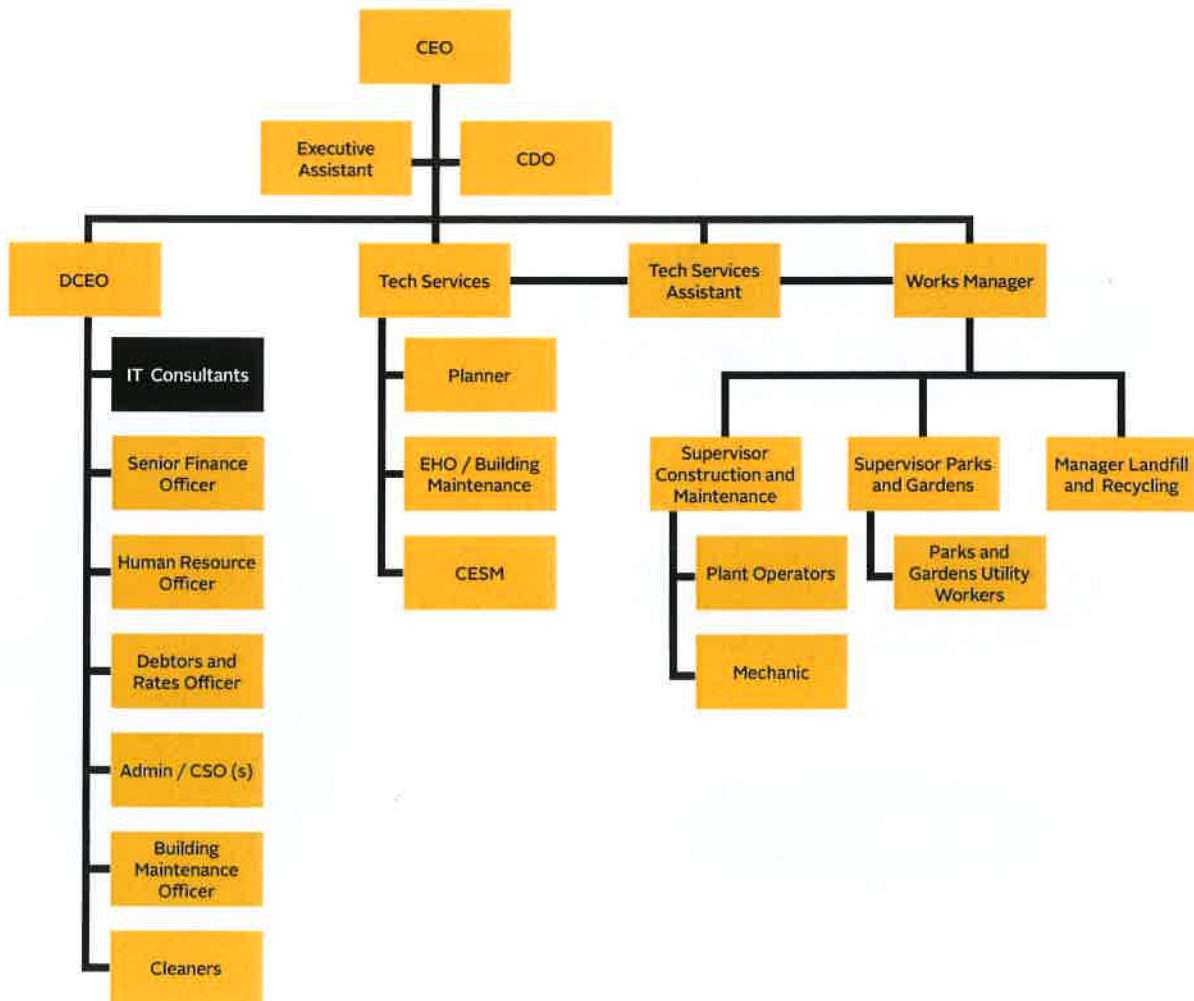 CEO
Executive
Assistant
CDO
DCEO
Tech Services
Tech Services
Assistant
Works Manager
IT Consultants
Planner
Senior Finance
Officer
EHO / Building
Maintenance
Supervisor
Construction and
Maintenance
Supervisor Parks
and Gardens
Manager Landfill
and Recycling
Human Resource
Officer
CESM
Plant Operators
Parks and
Gardens Utility
Workers
Debtors and
Rates Officer
Mechanic
Admin / CSO (s)
Building
Maintenance
Officer
Cleaners